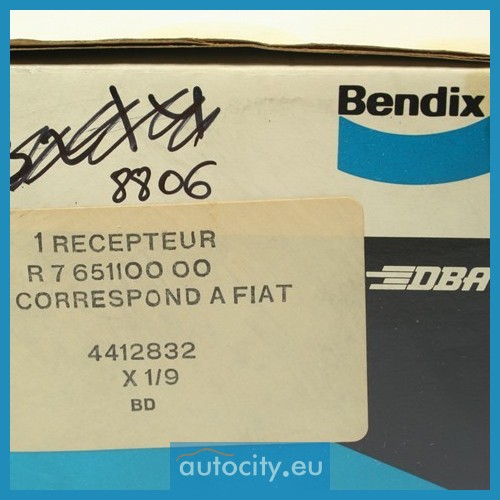 Bendix
8806
1 RECEPTEUR
R 7 651100 00
CORRESPOND A FIAT
DBA
4412832
X 1/9
BD
autocity.eu